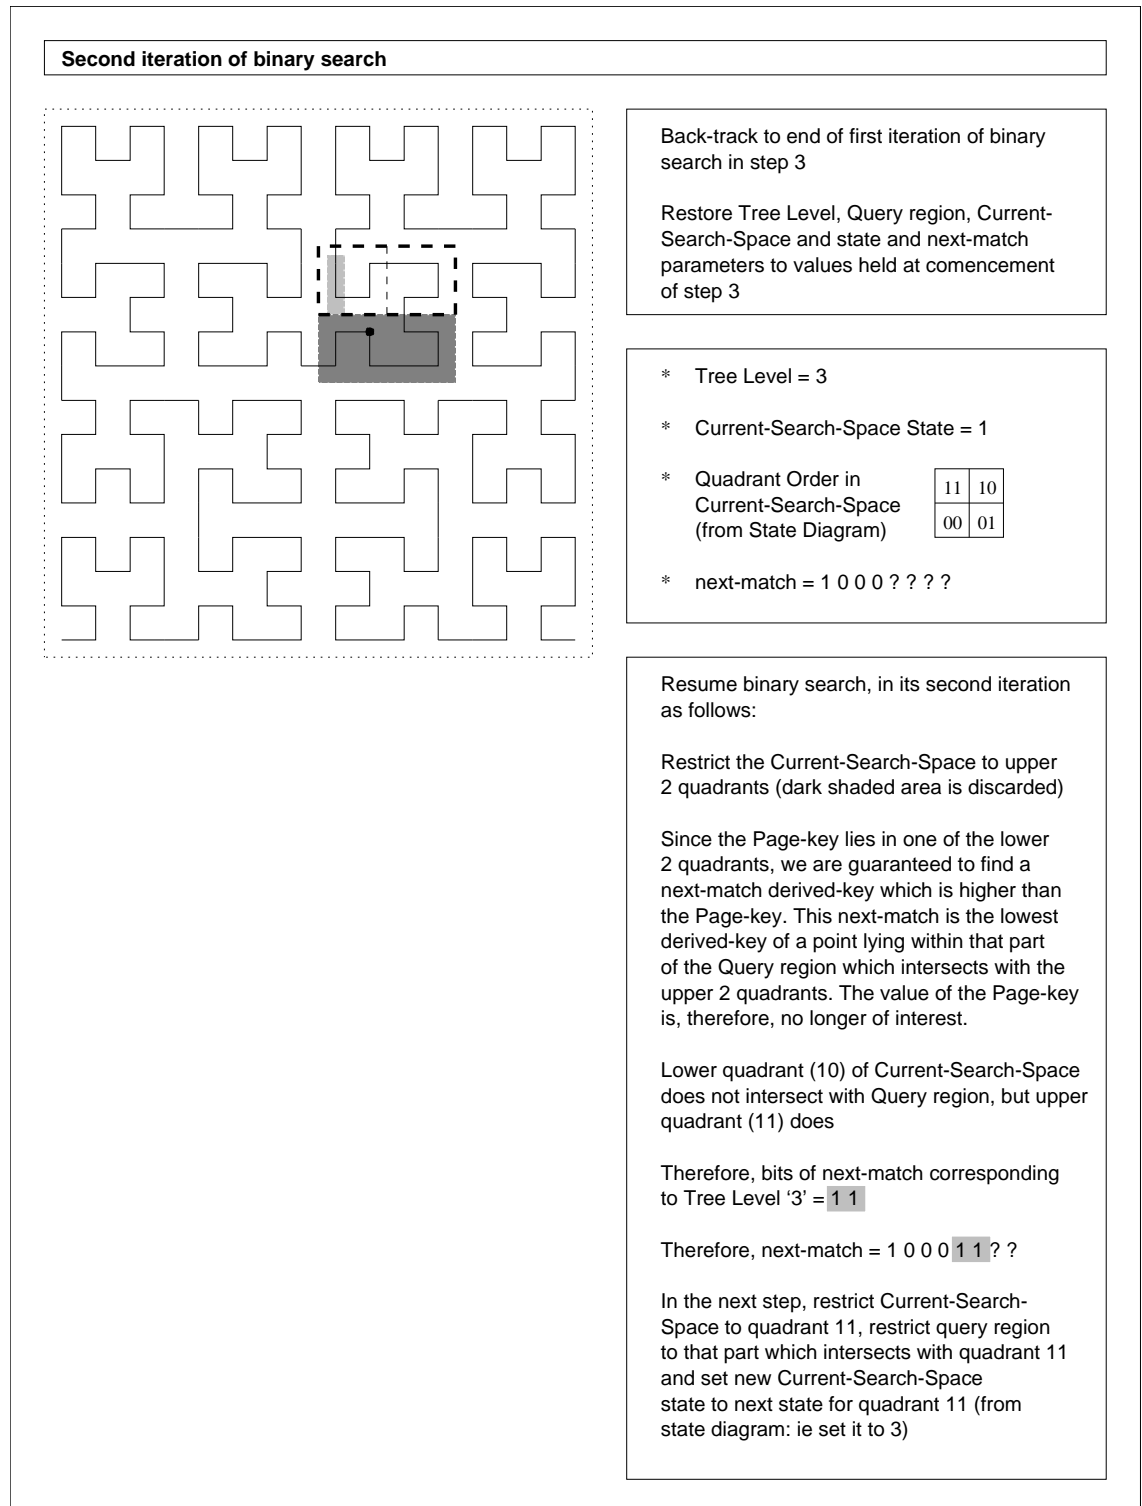 Second iteration of binary search
Back-track to end of first iteration of binary
search in step 3
Restore Tree Level, Query region, Current-
Search-Space and state and next-match
parameters to values held at comencement
of step 3
* Tree Level = 3
* Current-Search-Space State = 1
* Quadrant Order in
Current-Search-Space
(from State Diagram)
11 10
00 01
* next-match = 1 0 0 0 ? ? ? ?
Resume binary search, in its second iteration
as follows:
Restrict the Current-Search-Space to upper
2 quadrants (dark shaded area is discarded)
Since the Page-key lies in one of the lower
2 quadrants, we are guaranteed to find a
next-match derived-key which is higher than
the Page-key. This next-match is the lowest
derived-key of a point lying within that part
of the Query region which intersects with the
upper 2 quadrants. The value of the Page-key
is, therefore, no longer of interest.
Lower quadrant (10) of Current-Search-Space
does not intersect with Query region, but upper
quadrant (11) does
Therefore, bits of next-match corresponding
to Tree Level ‘3’ = 1 1
Therefore, next-match = 1 0 0 0 1 1 ? ?
In the next step, restrict Current-Search-
Space to quadrant 11, restrict query region
to that part which intersects with quadrant 11
and set new Current-Search-Space
state to next state for quadrant 11 (from
state diagram: ie set it to 3)